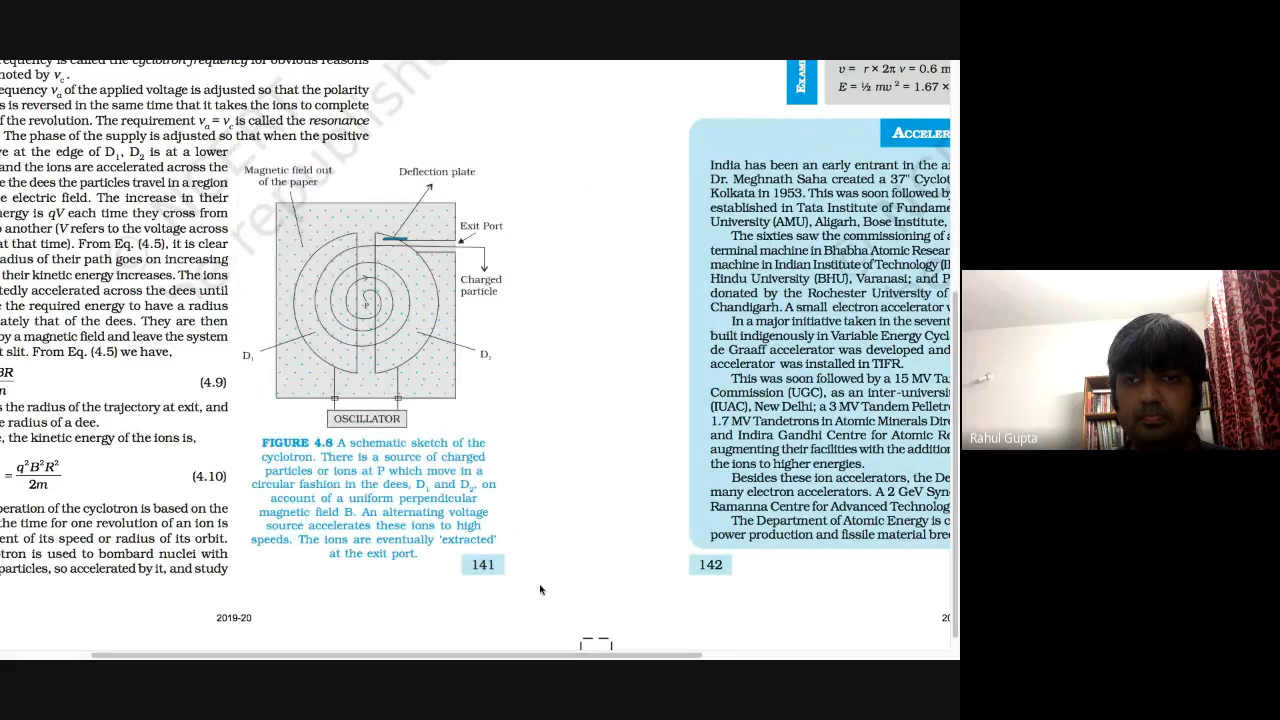 requency is called the cyclotron frequency for obvious reasons
noted by νc.
equency νa of the applied voltage is adjusted so that the polarity
s is reversed in the same time that it takes the ions to complete
f the revolution. The requirement νa = νc is called the resonance
The phase of the supply is adjusted so that when the positive
ve at the edge of D1, D2 is at a lower
and the ions are accelerated across the
e the dees the particles travel in a region
e electric field. The increase in their
nergy is qV each time they cross from
o another (V refers to the voltage across
at that time). From Eq. (4.5), it is clear
radius of their path goes on increasing
their kinetic energy increases. The ions
tedly accelerated across the dees until
e the required energy to have a radius
ately that of the dees. They are then
by a magnetic field and leave the system
t slit. From Eq. (4.5) we have,
BR
m
(4.9)
s the radius of the trajectory at exit, and
e radius of a dee.
e, the kinetic energy of the ions is,
= q²B²R²
2m
(4.10)
peration of the cyclotron is based on the
the time for one revolution of an ion is
ent of its speed or radius of its orbit.
otron is used to bombard nuclei with
particles, so accelerated by it, and study
Magnetic field out
of the paper
Deflection plate
Exit Port
Charged
particle
P
D1
D2
OSCILLATOR
FIGURE 4.8 A schematic sketch of the
cyclotron. There is a source of charged
particles or ions at P which move in a
circular fashion in the dees, D1 and D2, on
account of a uniform perpendicular
magnetic field B. An alternating voltage
source accelerates these ions to high
speeds. The ions are eventually 'extracted'
at the exit port.
141
2019-20
EXAM
υ = r × 2π ν = 0.6 m
E = ½ mυ² = 1.67 ×
ACCELER
India has been an early entrant in the a
Dr. Meghnath Saha created a 37" Cyclot
Kolkata in 1953. This was soon followed by
established in Tata Institute of Fundame
University (AMU), Aligarh, Bose Institute,
The sixties saw the commissioning of a
terminal machine in Bhabha Atomic Resear
machine in Indian Institute of Technology (I
Hindu University (BHU), Varanasi; and P
donated by the Rochester University of
Chandigarh. A small electron accelerator
In a major initiative taken in the sevent
built indigenously in Variable Energy Cycl
de Graaff accelerator was developed and
accelerator was installed in TIFR.
This was soon followed by a 15 MV Ta
Commission (UGC), as an inter-universit
(IUAC), New Delhi; a 3 MV Tandem Pelletro
1.7 MV Tandetrons in Atomic Minerals Dire
and Indira Gandhi Centre for Atomic Re
augmenting their facilities with the addition
the ions to higher energies.
Besides these ion accelerators, the De
many electron accelerators. A 2 GeV Syn
Ramanna Centre for Advanced Technolog
The Department of Atomic Energy is c
power production and fissile material bree
142
20
Rahul Gupta